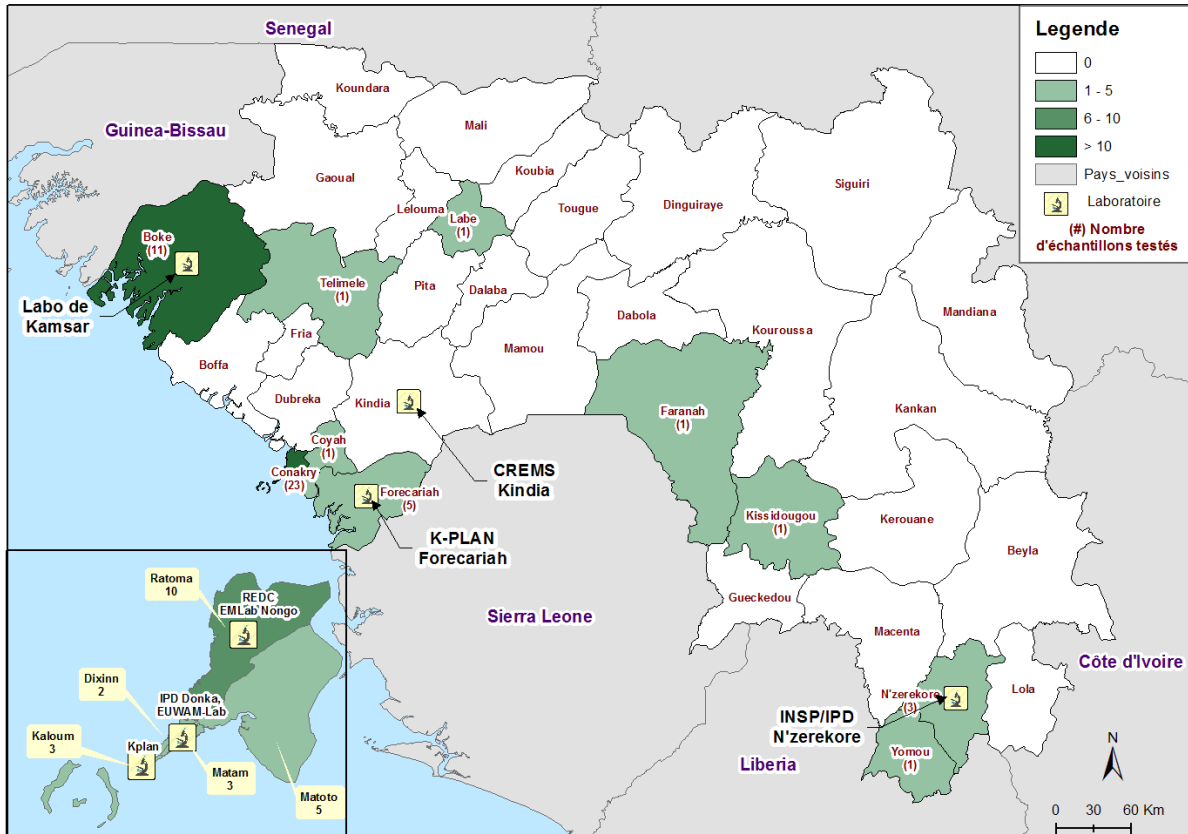 Senegal
Guinea-Bissau
Koundara
Mali
Gaoual
Koubia
Lelouma
Labe
(1)
Tougue
Dinguiraye
Siguiri
Boke
(11)
Labo de
Kamsar
Telimele
(1)
Pita
Dalaba
Fria
Boffa
Dubreka
Kindia
Mamou
Dabola
Kouroussa
Mandiana
Kankan
Faranah
(1)
Coyah
(1)
Conakry
(23)
Forecariah
(5)
CREMS
Kindia
K-PLAN
Forecariah
Kissidougou
(1)
Kerouane
Beyla
Gueckedou
Macenta
Sierra Leone
Côte d'Ivoire
N'zerekore
(3)
Lola
INSP/IPD
N'zerekore
Yomou
(1)
Liberia
Legende
0
1 - 5
6 - 10
> 10
Pays_voisins
Laboratoire
(#) Nombre
d'échantillons testés
Ratoma
10
REDC
EMLab Nongo
Dixinn
2
IPD Donka,
EUWAM-Lab
Kaloum
3
Kplan
Matam
3
Matoto
5
N
0 30 60 Km